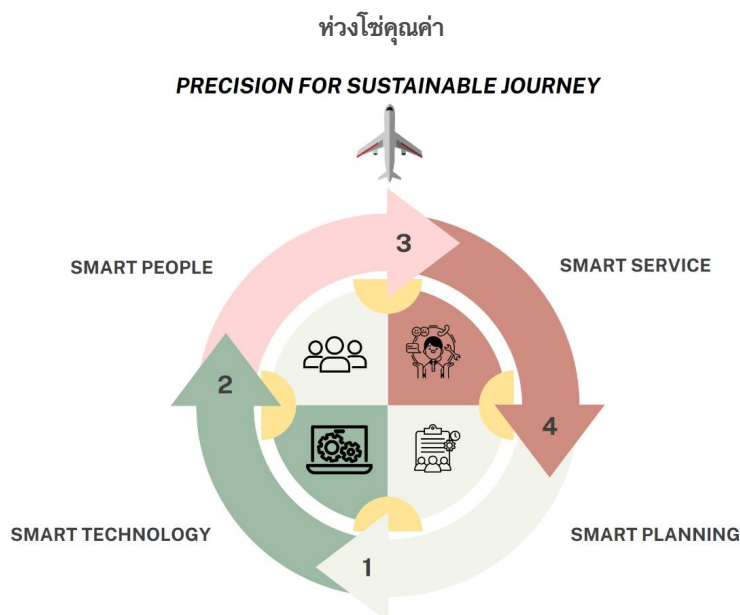 ห่วงโซ่คุณค่า
PRECISION FOR SUSTAINABLE JOURNEY
3
SMART PEOPLE
SMART SERVICE
2
4
SMART TECHNOLOGY
SMART PLANNING
1